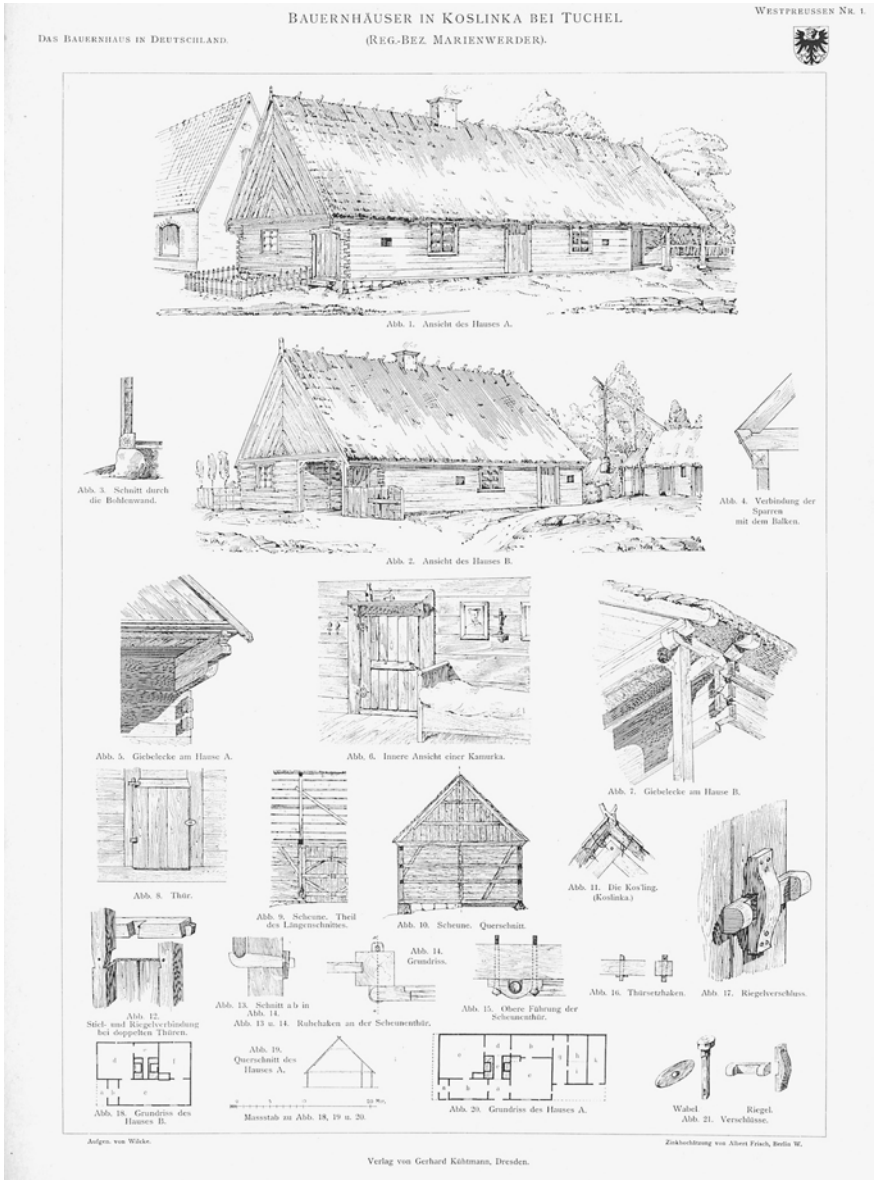 BAUERNHÄUSER IN KOSLINKA BEI TUCHEL
WESTPREUSSEN NR. 1.
DAS BAUERNHAUS IN DEUTSCHLAND.
(REG.-BEZ. MARIENWERDER).
Abb. 1. Ansicht des Hauses A.
Abb. 3. Schnitt durch
die Bohlenwand.
Abb. 4. Verbindung der
Sparren
mit dem Balken.
Abb. 2. Ansicht des Hauses B.
Abb. 5. Giebelecke am Hause A.
Abb. 6. Innere Ansicht einer Kamurka.
Abb. 7. Giebelecke am Hause B.
Abb. 8. Thür.
Abb. 9. Scheune. Theil
des Längenschnittes.
Abb. 10. Scheune. Querschnitt.
Abb. 11. Die Kos'ling.
(Koslinka.)
Abb. 12.
Stiel- und Riegelverbindung
bei doppelten Thüren.
Abb. 13. Schnitt a b in
Abb. 14.
Abb. 14.
Grundriss.
Abb. 13 u. 14. Ruhehaken an der Scheunenthür.
Abb. 15. Obere Führung der
Scheunenthür.
Abb. 16. Thürsetzhaken.
Abb. 17. Riegelverschluss.
Abb. 18. Grundriss des
Hauses B.
Abb. 19.
Querschnitt des
Hauses A.
Massstab zu Abb. 18, 19 u. 20.
Abb. 20. Grundriss des Hauses A.
Wabel. Riegel.
Abb. 21. Verschlüsse.
Aufgen. von Wilcke.
Zinkhochätzung von Albert Frisch, Berlin W.
Verlag von Gerhard Kühtmann, Dresden.